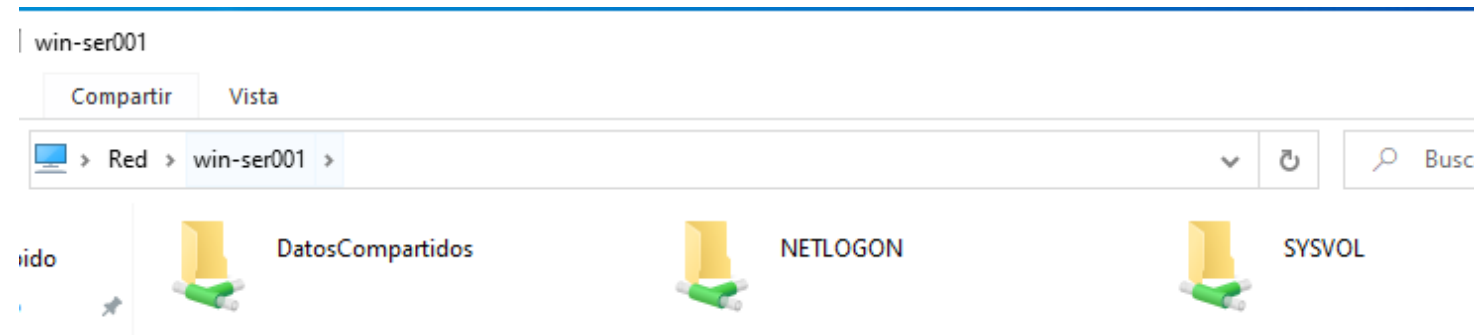 win-ser001
Compartir Vista
Red > win-ser001 >
DatosCompartidos NETLOGON SYSVOL